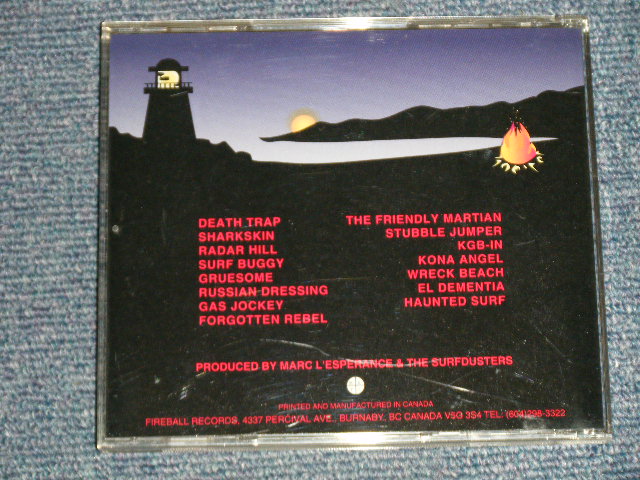 DEATH TRAP
SHARKSKIN
RADAR HILL
SURF BUGGY
GRUESOME
RUSSIAN DRESSING
GAS JOCKEY
FORGOTTEN REBEL
THE FRIENDLY MARTIAN
STUBBLE JUMPER
KGB-IN
KONA ANGEL
WRECK BEACH
EL DEMENTIA
HAUNTED SURF
PRODUCED BY MARC L'ESPERANCE & THE SURFDUSTERS
PRINTED AND MANUFACTURED IN CANADA
FIREBALL RECORDS, 4337 PERCIVAL AVE., BURNABY, BC CANADA V5G 3S4 TEL: (604)298-3322